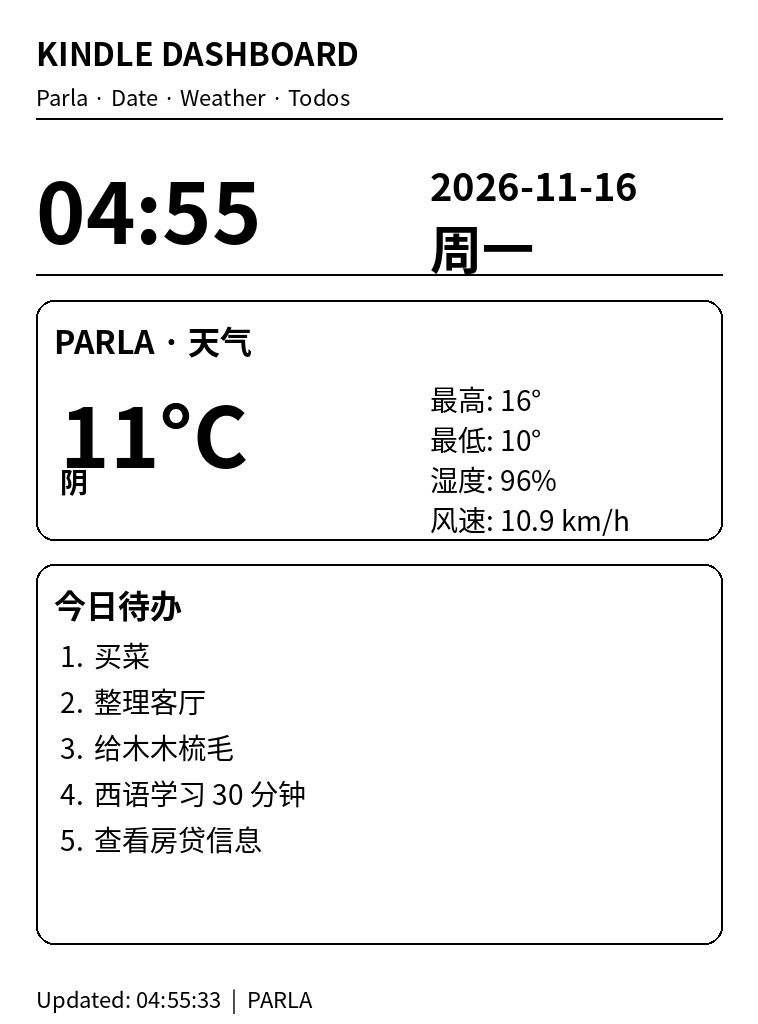 KINDLE DASHBOARD
Parla · Date · Weather · Todos
04:55
2026-11-16
周一
PARLA · 天气
11°C
阴
最高: 16°
最低: 10°
湿度: 96%
风速: 10.9 km/h
今日待办
1. 买菜
2. 整理客厅
3. 给木木梳毛
4. 西语学习 30 分钟
5. 查看房贷信息
Updated: 04:55:33 | PARLA